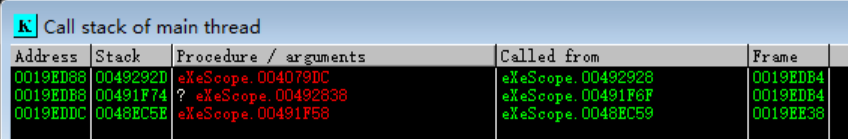 K Call stack of main thread
Address Stack Procedure / arguments Called from Frame
0019ED88 0049292D eXeScope.004079DC eXeScope.00492928 0019EDB4
0019EDB8 00491F74 ? eXeScope.00492838 eXeScope.00491F6F 0019EDB4
0019EDDC 0048EC5E eXeScope.00491F58 eXeScope.0048EC59 0019EE38